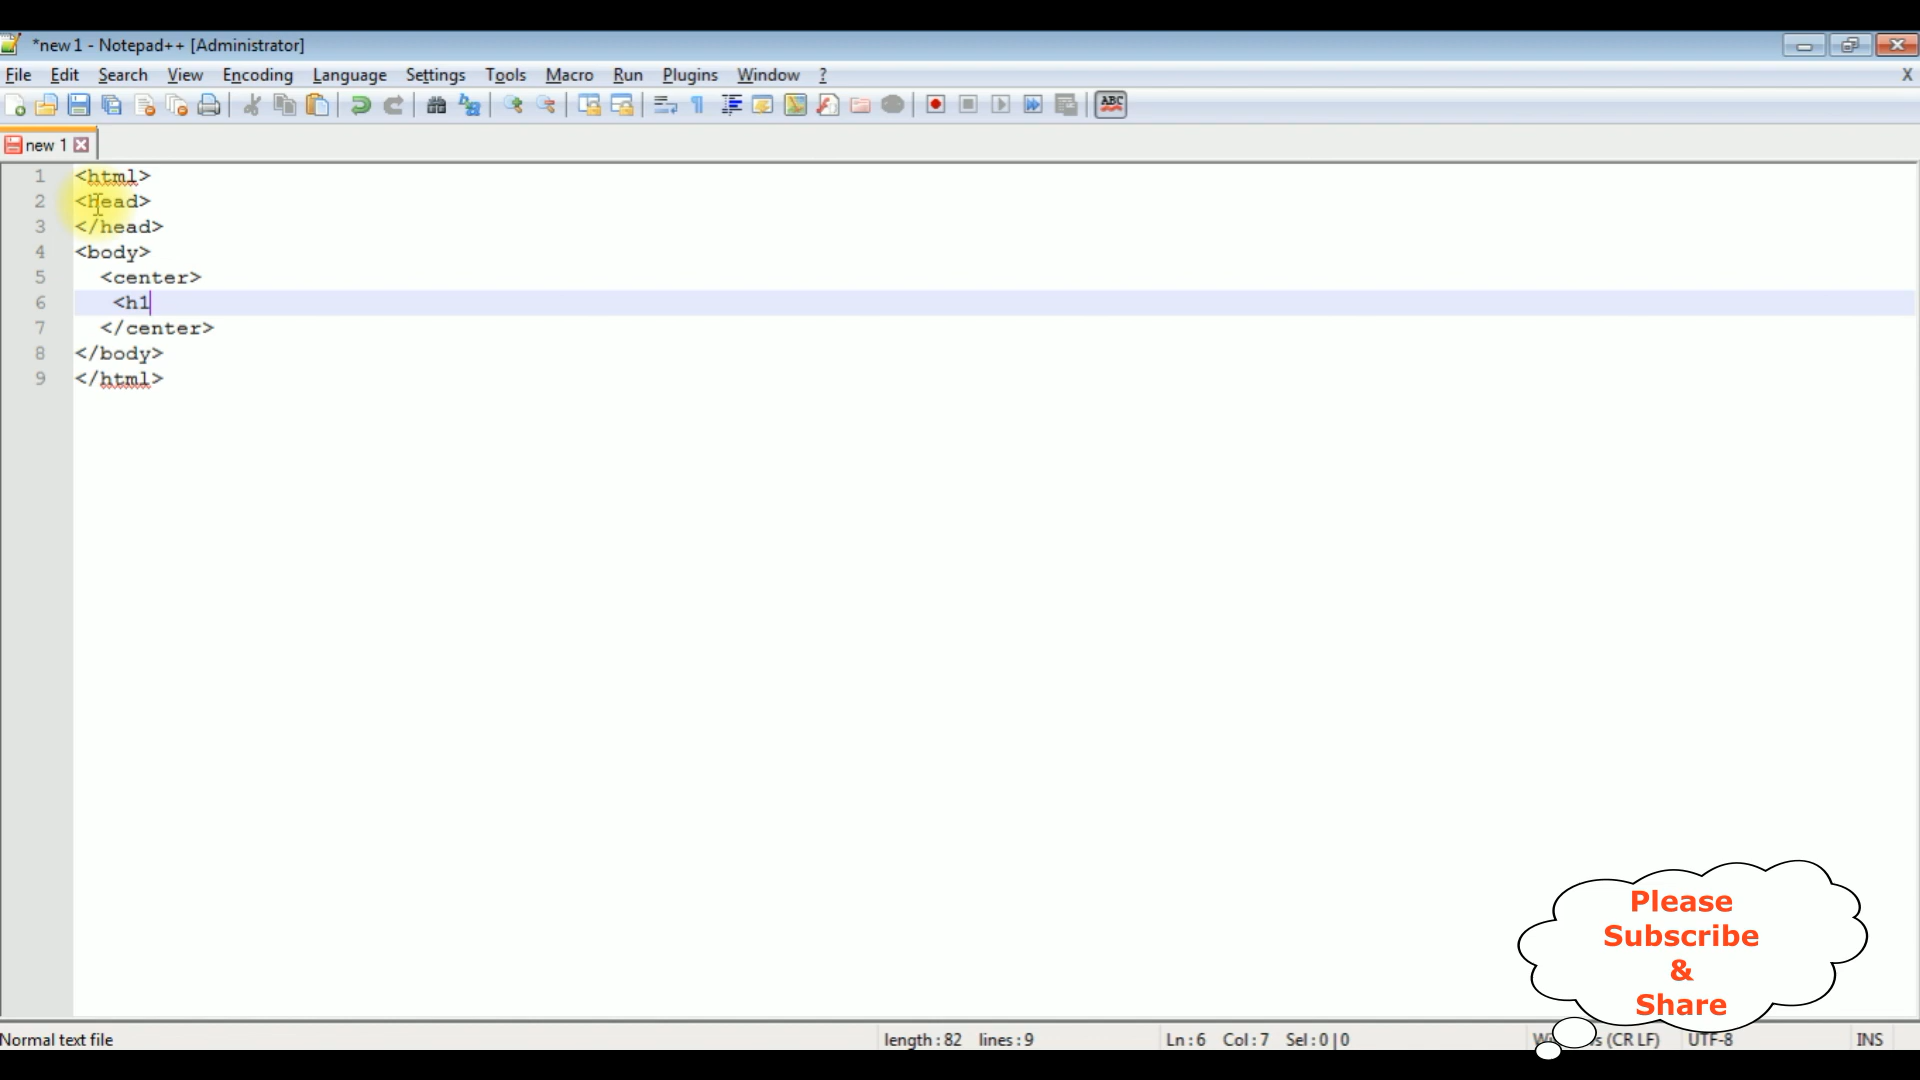 *new 1 - Notepad++ [Administrator]
File Edit Search View Encoding Language Settings Tools Macro Run Plugins Window ? X
ABC
new 1
1 <html>
2 <head>
3 </head>
4 <body>
5 <center>
6 <h1
7 </center>
8 </body>
9 </html>
Please
Subscribe
&
Share
Normal text file length : 82 lines : 9 Ln : 6 Col : 7 Sel : 0 | 0 (CR LF) UTF-8 INS